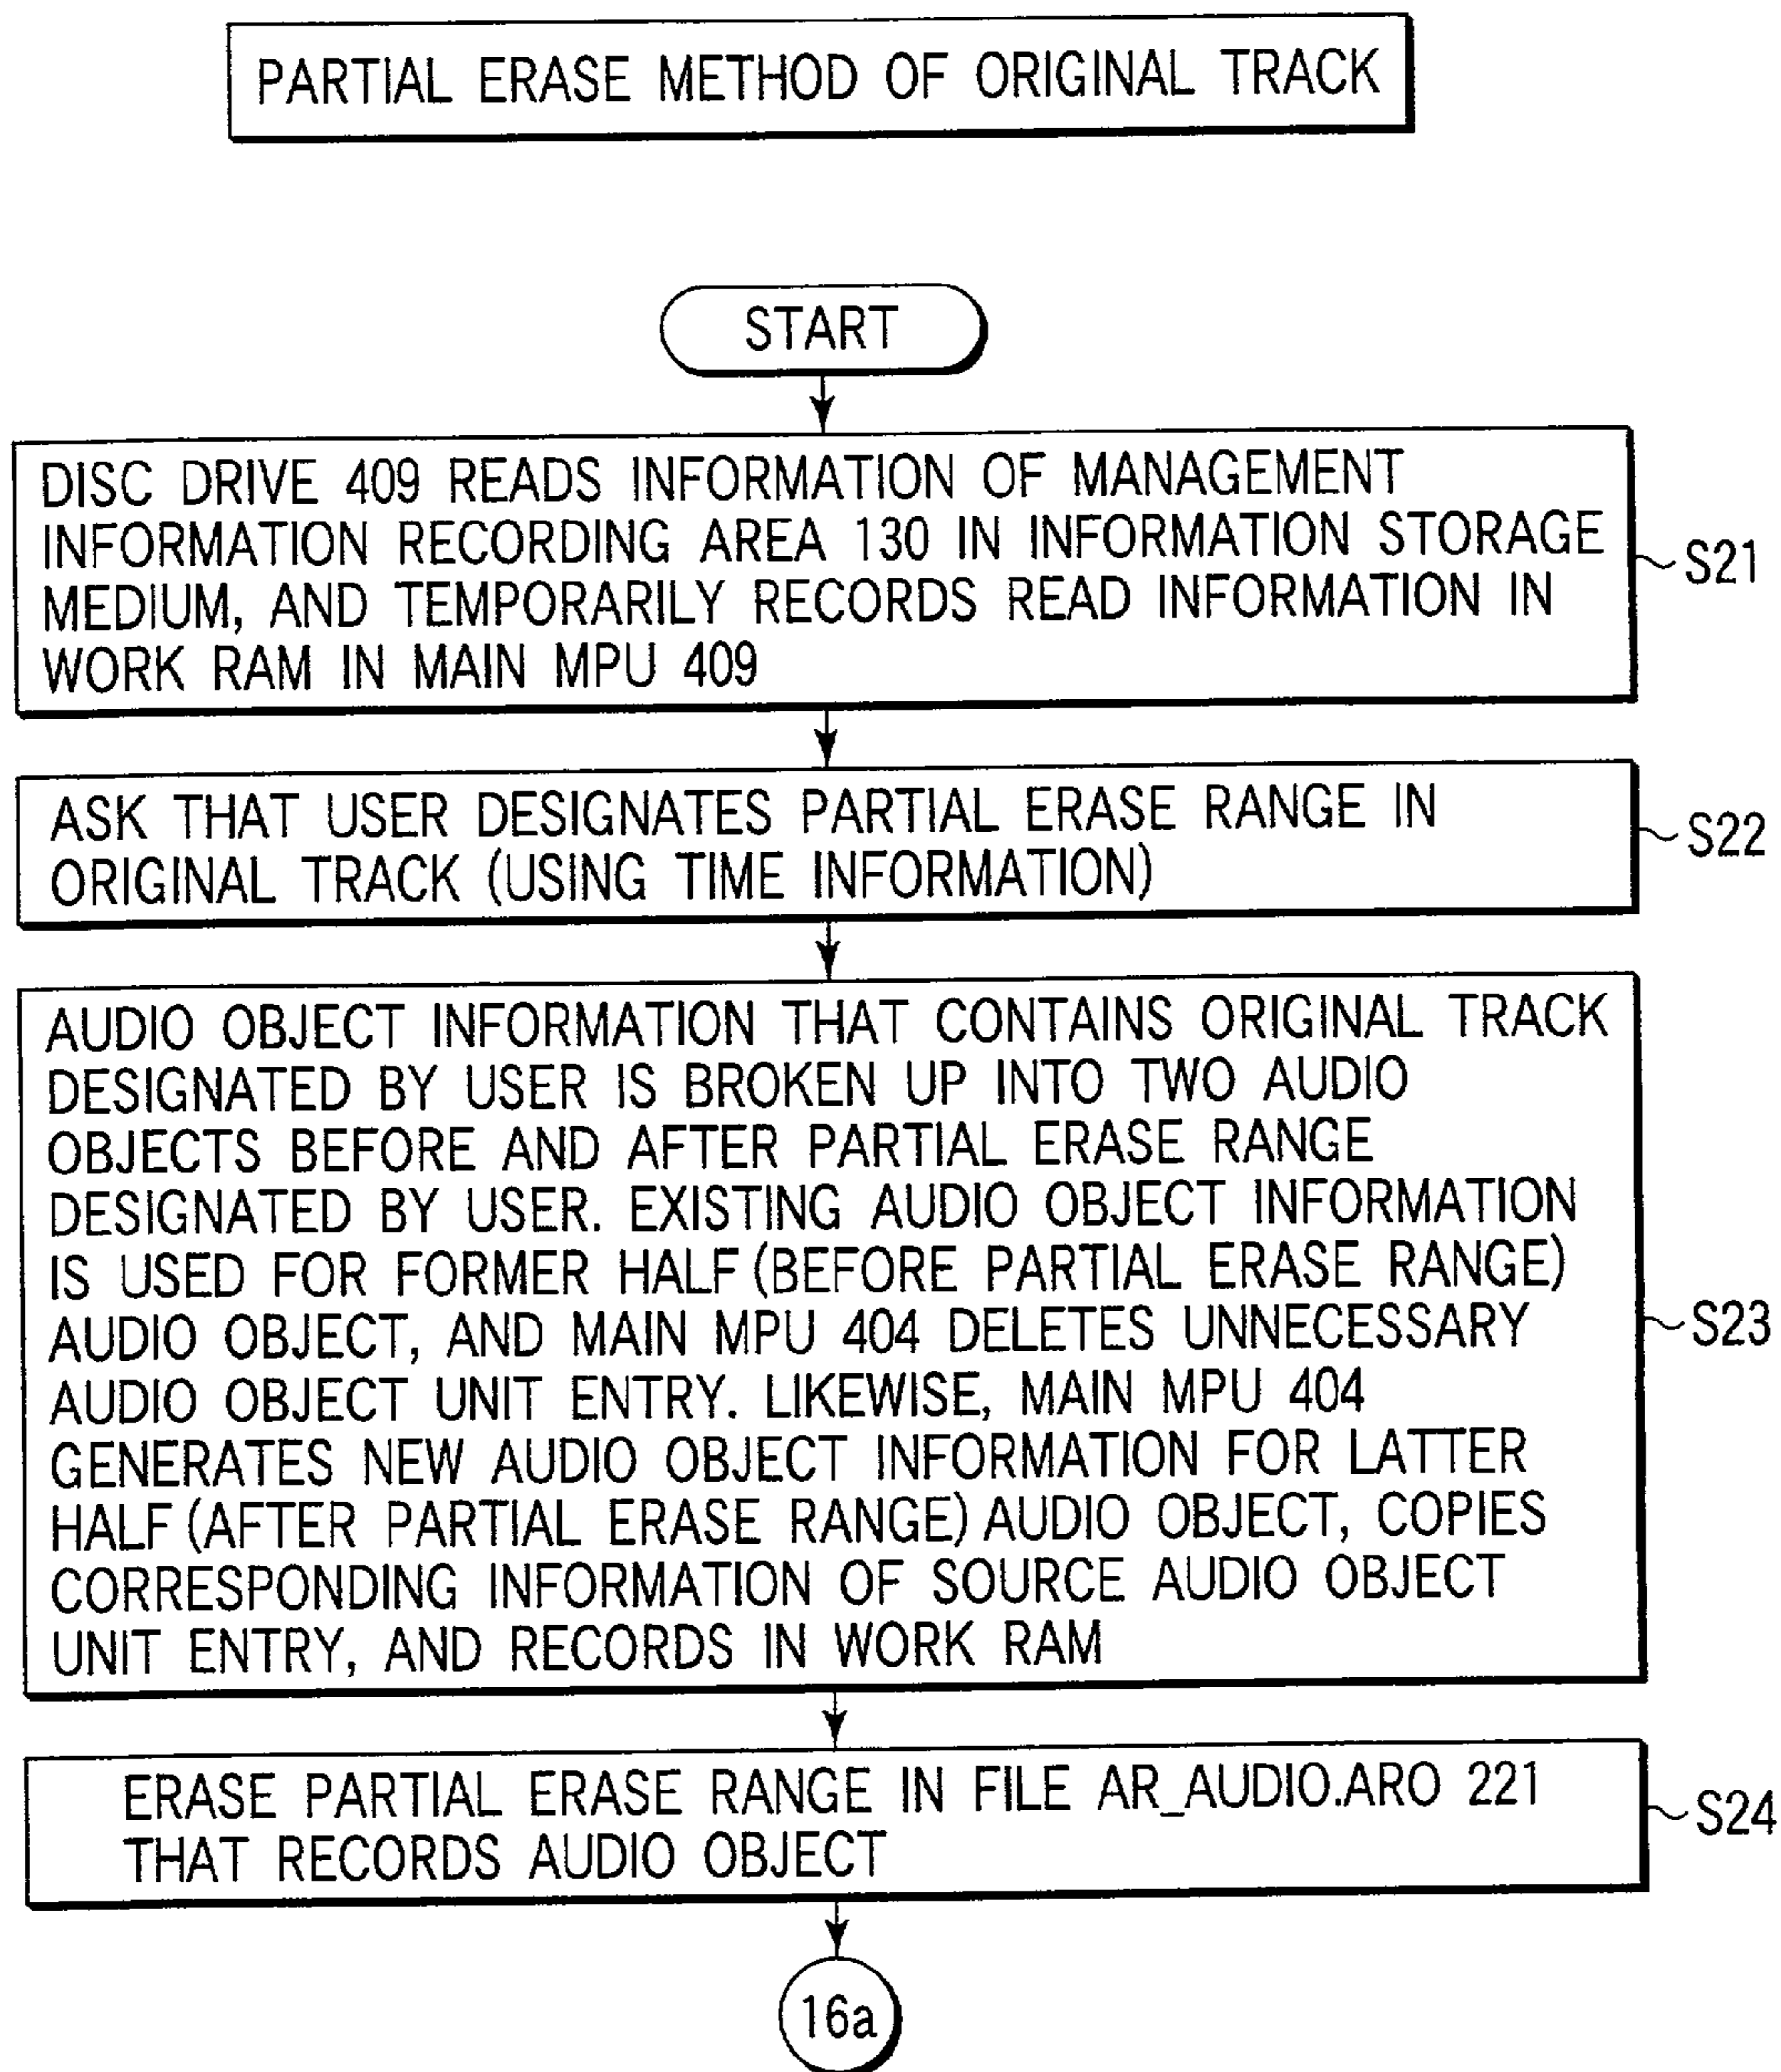 PARTIAL ERASE METHOD OF ORIGINAL TRACK
START
DISC DRIVE 409 READS INFORMATION OF MANAGEMENT
INFORMATION RECORDING AREA 130 IN INFORMATION STORAGE
MEDIUM, AND TEMPORARILY RECORDS READ INFORMATION IN
WORK RAM IN MAIN MPU 409
S21
ASK THAT USER DESIGNATES PARTIAL ERASE RANGE IN
ORIGINAL TRACK (USING TIME INFORMATION)
S22
AUDIO OBJECT INFORMATION THAT CONTAINS ORIGINAL TRACK
DESIGNATED BY USER IS BROKEN UP INTO TWO AUDIO
OBJECTS BEFORE AND AFTER PARTIAL ERASE RANGE
DESIGNATED BY USER. EXISTING AUDIO OBJECT INFORMATION
IS USED FOR FORMER HALF (BEFORE PARTIAL ERASE RANGE)
AUDIO OBJECT, AND MAIN MPU 404 DELETES UNNECESSARY
AUDIO OBJECT UNIT ENTRY. LIKEWISE, MAIN MPU 404
GENERATES NEW AUDIO OBJECT INFORMATION FOR LATTER
HALF (AFTER PARTIAL ERASE RANGE) AUDIO OBJECT, COPIES
CORRESPONDING INFORMATION OF SOURCE AUDIO OBJECT
UNIT ENTRY, AND RECORDS IN WORK RAM
S23
ERASE PARTIAL ERASE RANGE IN FILE AR_AUDIO.ARO 221
THAT RECORDS AUDIO OBJECT
S24
16a